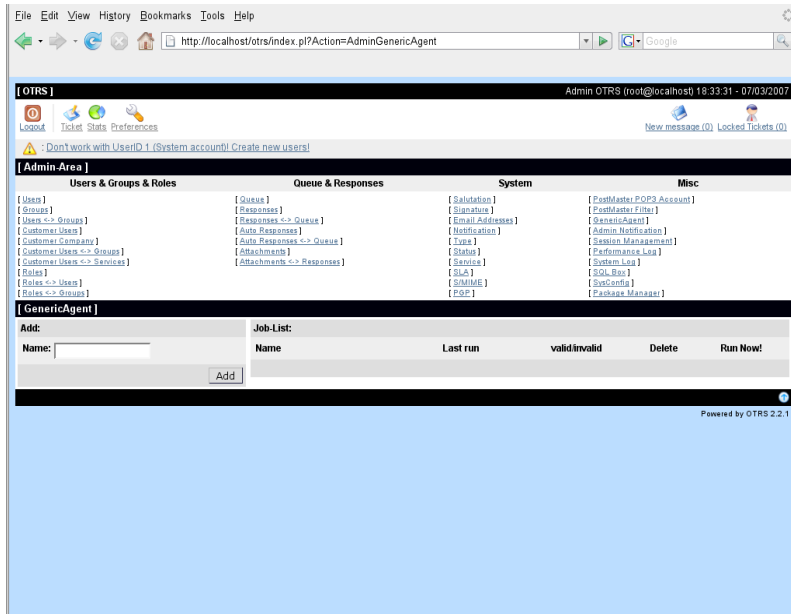 File Edit View History Bookmarks Tools Help
http://localhost/otrs/index.pl?Action=AdminGenericAgent
G Google
[ OTRS ]
Admin OTRS (root@localhost) 18:33:31 - 07/03/2007
Logout Ticket Stats Preferences
New message (0) Locked Tickets (0)
: Don't work with UserID 1 (System account)! Create new users!
[ Admin-Area ]
Users & Groups & Roles Queue & Responses System Misc
[ Users ] [ Queue ] [ Salutation ] [ PostMaster POP3 Account ]
[ Groups ] [ Responses ] [ Signature ] [ PostMaster Filter ]
[ Users <-> Groups ] [ Responses <-> Queue ] [ Email Addresses ] [ GenericAgent ]
[ Customer Users ] [ Auto Responses ] [ Notification ] [ Admin Notification ]
[ Customer Company ] [ Auto Responses <-> Queue ] [ Type ] [ Session Management ]
[ Customer Users <-> Groups ] [ Attachments ] [ Status ] [ Performance Log ]
[ Customer Users <-> Services ] [ Attachments <-> Responses ] [ Service ] [ System Log ]
[ Roles ] [ SLA ] [ SQL Box ]
[ Roles <-> Users ] [ S/MIME ] [ SysConfig ]
[ Roles <-> Groups ] [ PGP ] [ Package Manager ]
[ GenericAgent ]
Add: Job-List:
Name: Name Last run valid/invalid Delete Run Now!
Add
Powered by OTRS 2.2.1